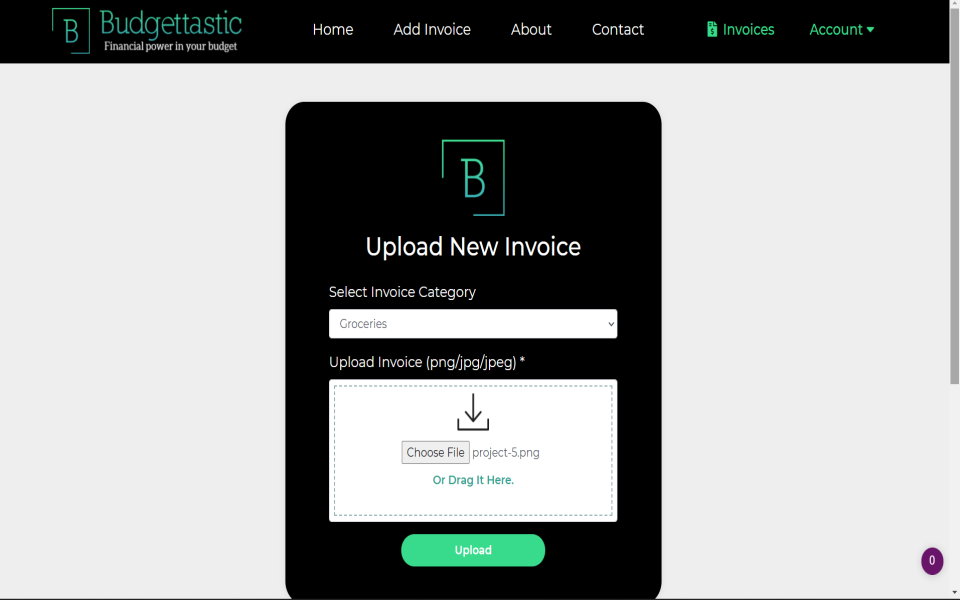 B Budgettastic
Financial power in your budget
Home Add Invoice About Contact Invoices Account
B
Upload New Invoice
Select Invoice Category
Groceries
Upload Invoice (png/jpg/jpeg) *
Choose File project-5.png
Or Drag It Here.
Upload
0